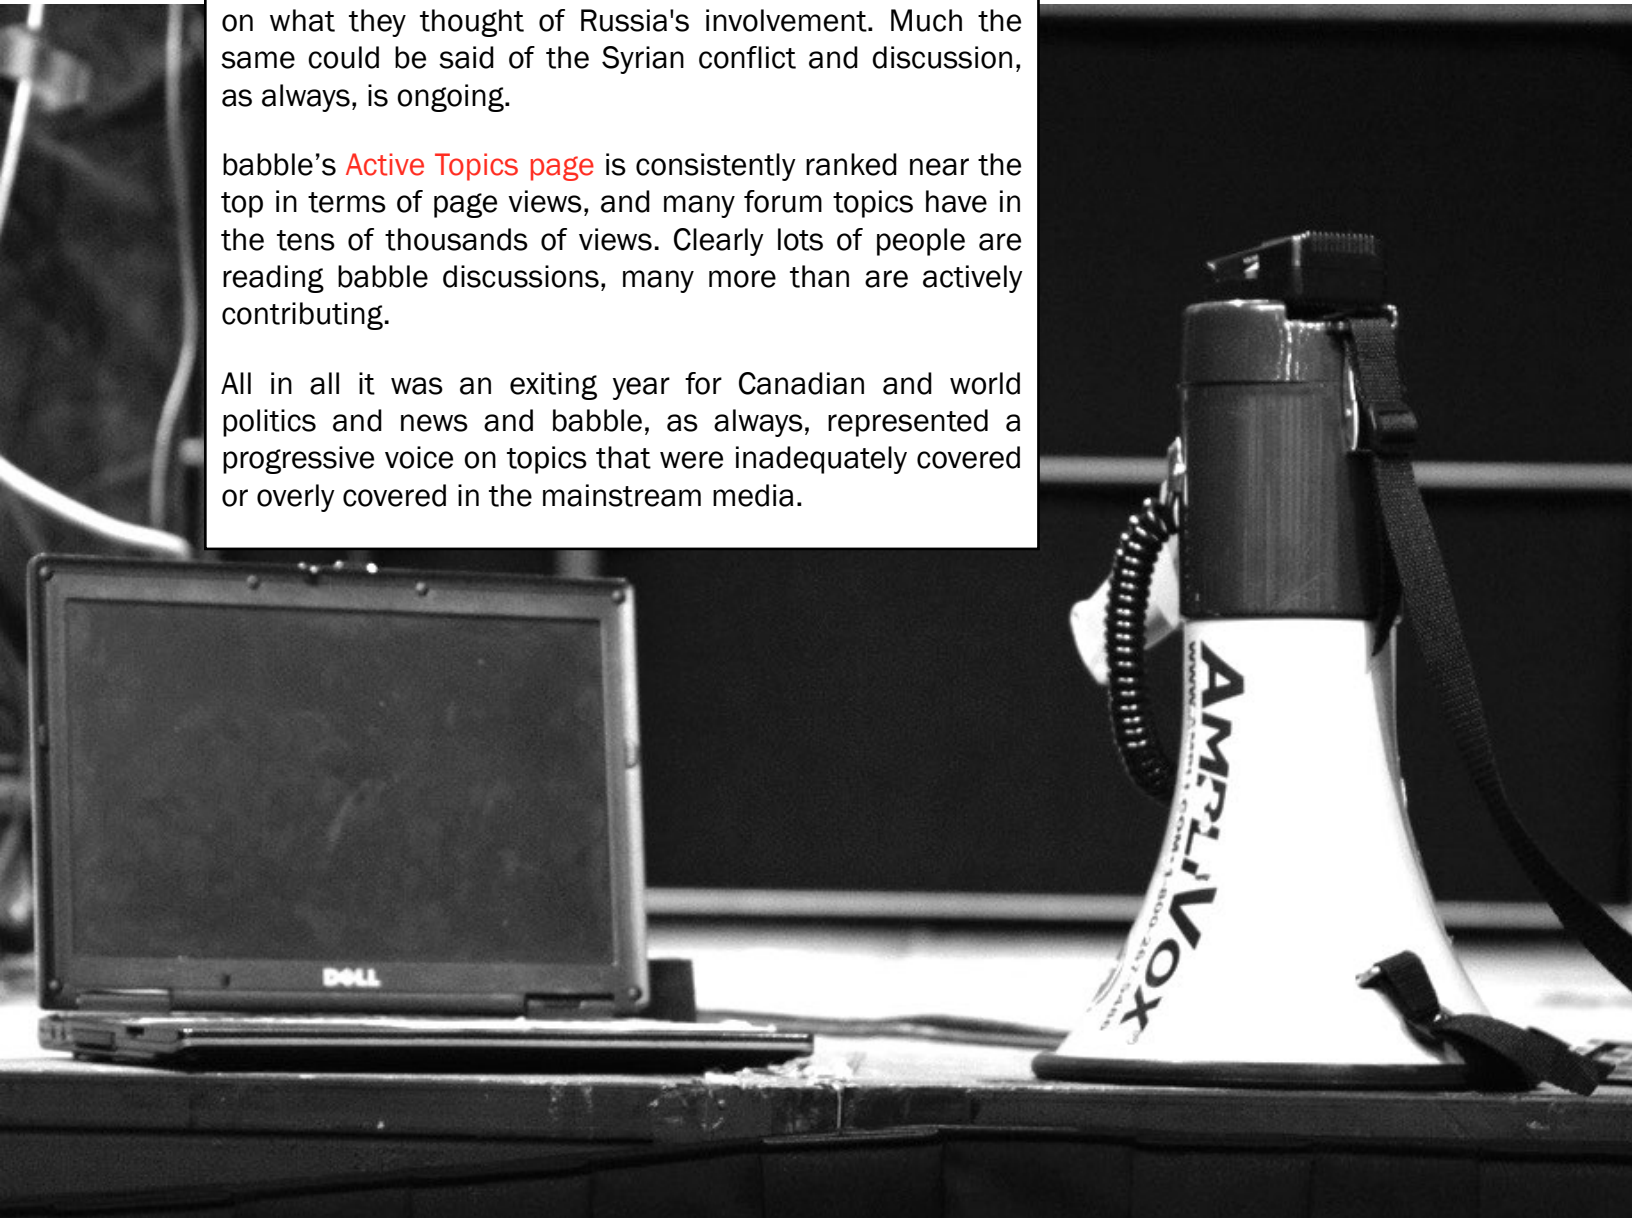 on what they thought of Russia's involvement. Much the
same could be said of the Syrian conflict and discussion,
as always, is ongoing.
babble’s Active Topics page is consistently ranked near the
top in terms of page views, and many forum topics have in
the tens of thousands of views. Clearly lots of people are
reading babble discussions, many more than are actively
contributing.
All in all it was an exiting year for Canadian and world
politics and news and babble, as always, represented a
progressive voice on topics that were inadequately covered
or overly covered in the mainstream media.
DELL
AMPLIVOX